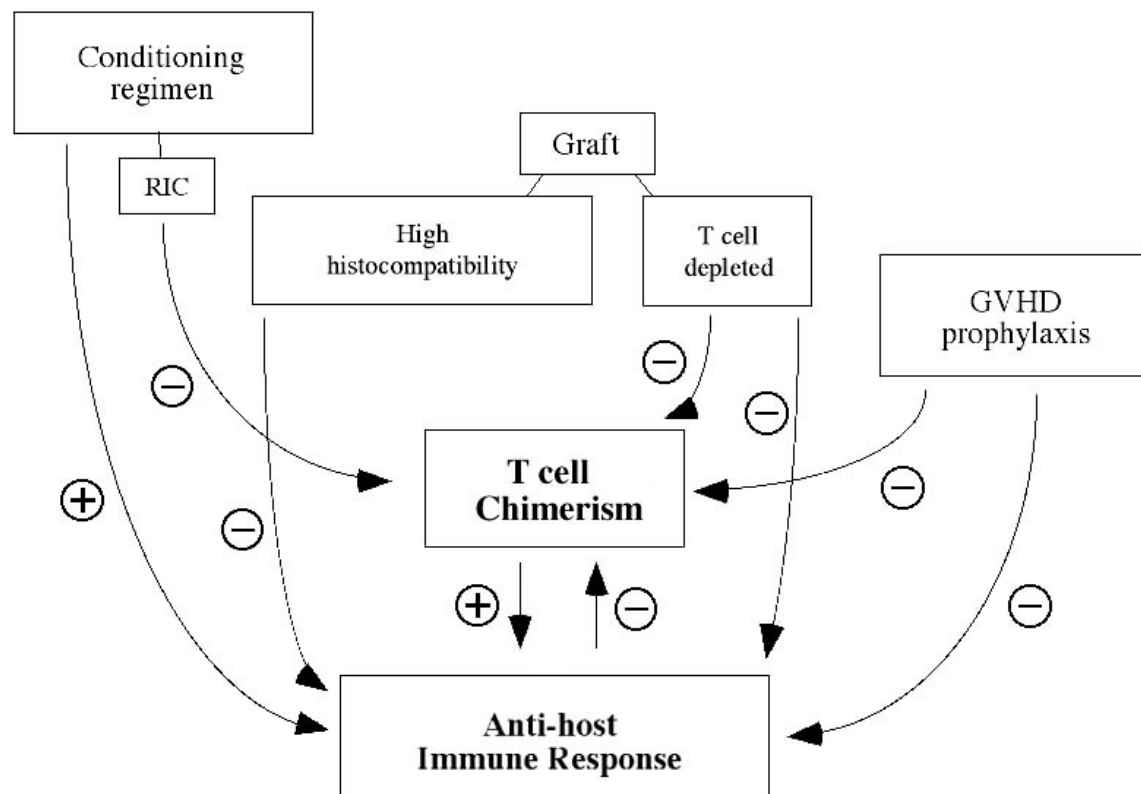 Conditioning
regimen
RIC
Graft
High
histocompatibility
T cell
depleted
GVHD
prophylaxis
−
−
−
−
+
−
−
T cell
Chimerism
+
−
−
Anti-host
Immune Response